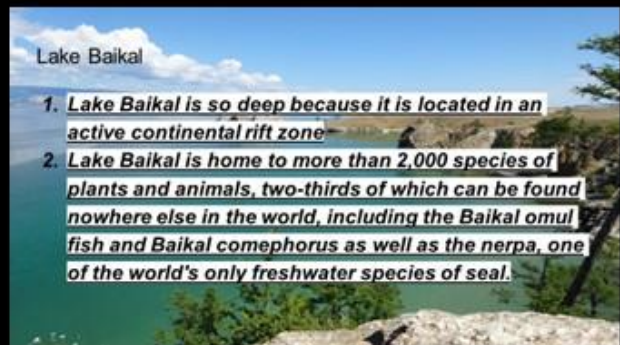 Lake Baikal
1. Lake Baikal is so deep because it is located in an
active continental rift zone
2. Lake Baikal is home to more than 2,000 species of
plants and animals, two-thirds of which can be found
nowhere else in the world, including the Baikal omul
fish and Baikal comephorus as well as the nerpa, one
of the world's only freshwater species of seal.